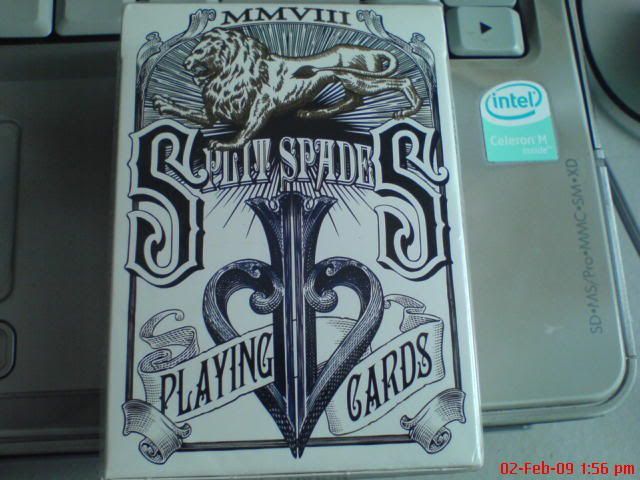 MMVIII
SPLIT SPADES
PLAYING CARDS
intel
Celeron M
inside
SD•MS/Pro•MMC•SM•XD
02-Feb-09 1:56 pm